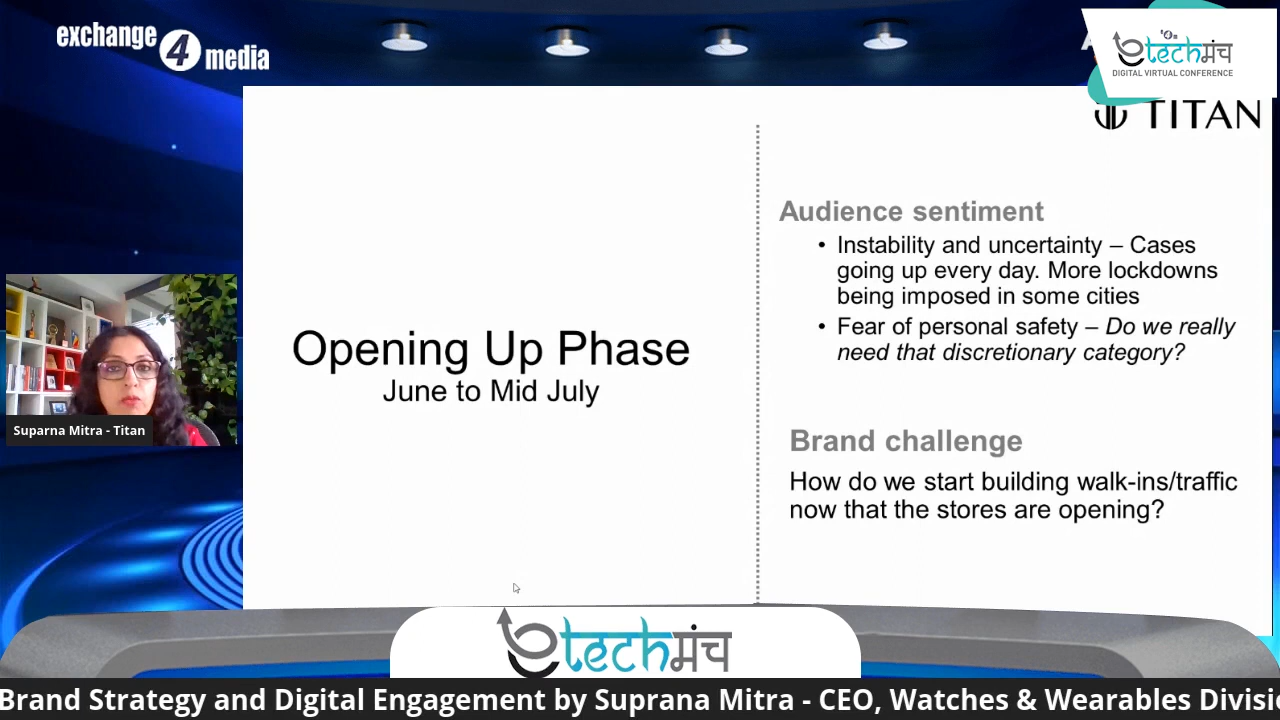 exchange
4
media
techमंच
DIGITAL VIRTUAL CONFERENCE
TITAN
Audience sentiment
• Instability and uncertainty – Cases
going up every day. More lockdowns
being imposed in some cities
• Fear of personal safety – Do we really
need that discretionary category?
Opening Up Phase
June to Mid July
Brand challenge
How do we start building walk-ins/traffic
now that the stores are opening?
Suparna Mitra - Titan
techमंच
Brand Strategy and Digital Engagement by Suprana Mitra - CEO, Watches & Wearables Divisi